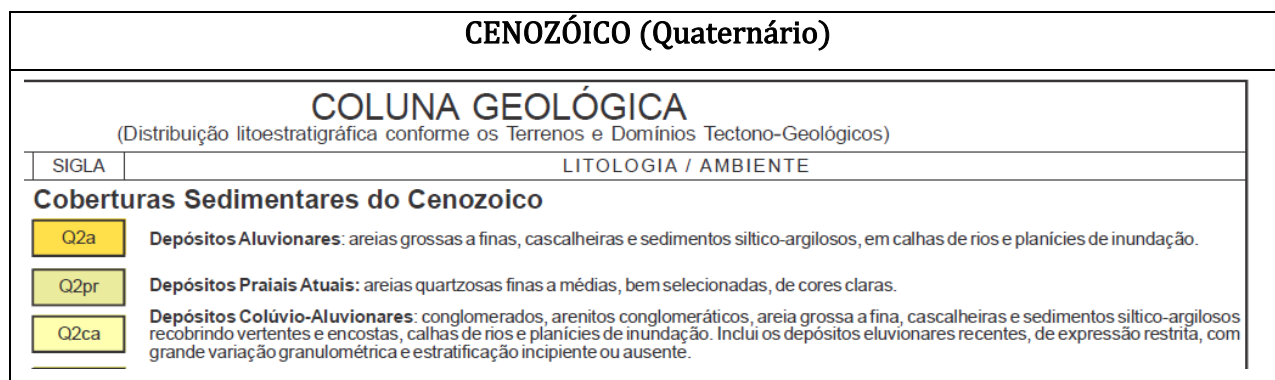 CENOZÓICO (Quaternário)
COLUNA GEOLÓGICA
(Distribuição litoestratigráfica conforme os Terrenos e Domínios Tectono-Geológicos)
SIGLA LITOLOGIA / AMBIENTE
Coberturas Sedimentares do Cenozoico
Q2a Depósitos Aluvionares: areias grossas a finas, cascalheiras e sedimentos siltico-argilosos, em calhas de rios e planícies de inundação.
Q2pr Depósitos Praiais Atuais: areias quartzosas finas a médias, bem selecionadas, de cores claras.
Q2ca Depósitos Colúvio-Aluvionares: conglomerados, arenitos conglomeráticos, areia grossa a fina, cascalheiras e sedimentos siltico-argilosos
recobrindo vertentes e encostas, calhas de rios e planícies de inundação. Inclui os depósitos eluvionares recentes, de expressão restrita, com
grande variação granulométrica e estratificação incipiente ou ausente.